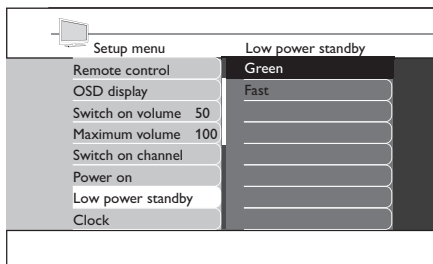 Setup menu
Low power standby
Remote control
OSD display
Switch on volume 50
Maximum volume 100
Switch on channel
Power on
Low power standby
Clock
Green
Fast